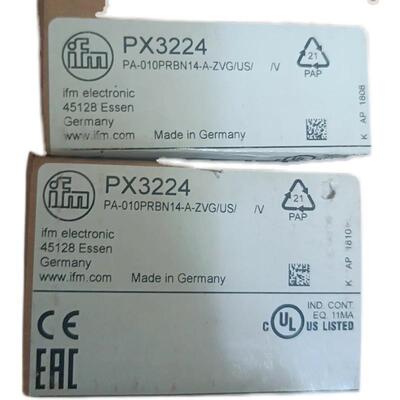 ifm
PX3224
PA-010PRBN14-A-ZVG/US/ /V
21
PAP
ifm electronic
45128 Essen
Germany
www.ifm.com Made in Germany
K AP 1808
ifm
PX3224
PA-010PRBN14-A-ZVG/US/ /V
21
PAP
ifm electronic
45128 Essen
Germany
www.ifm.com Made in Germany
K AP 1810
CE
EAC
C UL US LISTED
IND. CONT.
EQ. 11MA